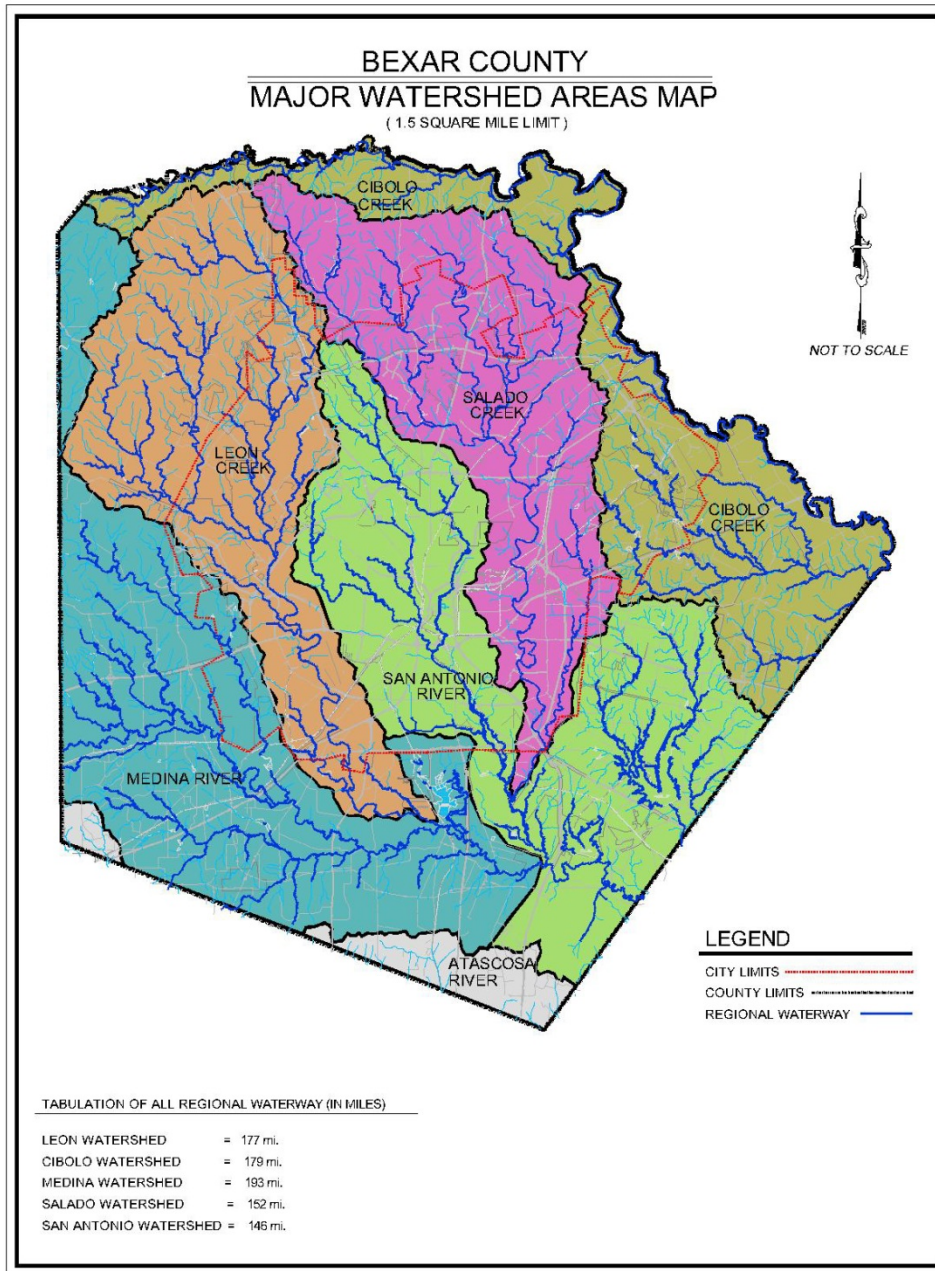 BEXAR COUNTY
MAJOR WATERSHED AREAS MAP
( 1.5 SQUARE MILE LIMIT )
CIBOLO
CREEK
NOT TO SCALE
SALADO
CREEK
LEON
CREEK
CIBOLO
CREEK
SAN ANTONIO
RIVER
MEDINA RIVER
ATASCOSA
RIVER
LEGEND
CITY LIMITS
COUNTY LIMITS
REGIONAL WATERWAY
TABULATION OF ALL REGIONAL WATERWAY (IN MILES)
LEON WATERSHED = 177 mi.
CIBOLO WATERSHED = 179 mi.
MEDINA WATERSHED = 193 mi.
SALADO WATERSHED = 152 mi.
SAN ANTONIO WATERSHED = 146 mi.